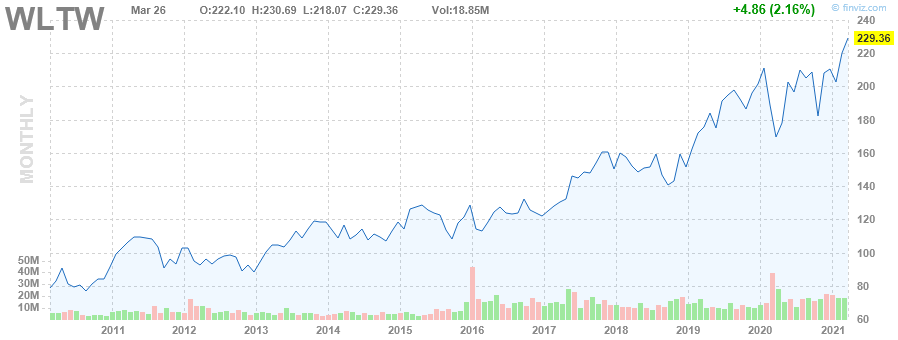 WLTW Mar 26 O:222.10 H:230.69 L:218.07 C:229.36 Vol:18.85M +4.86 (2.16%) © finviz.com
MONTHLY
240
229.36
220
200
180
160
140
120
100
80
60
50M
40M
30M
20M
10M
2011 2012 2013 2014 2015 2016 2017 2018 2019 2020 2021